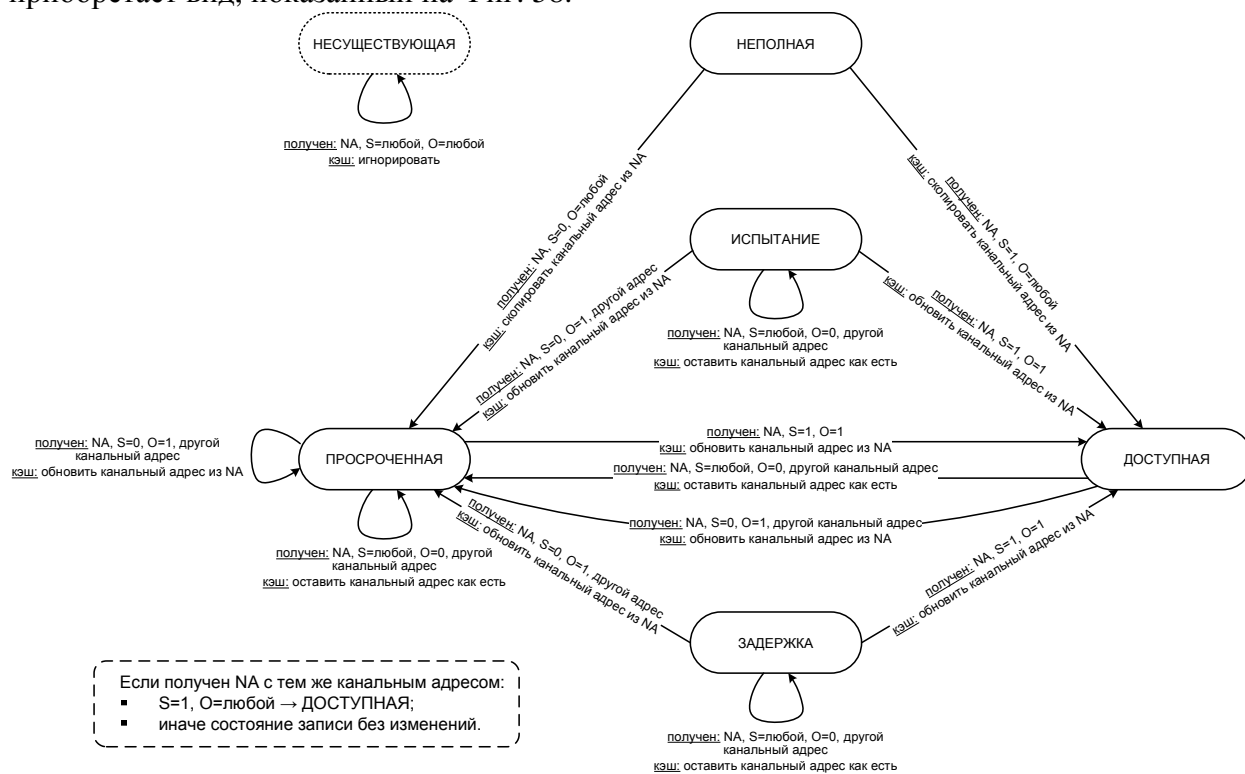 приобретает вид, показанный на Фиг. 58.
НЕСУЩЕСТВУЮЩАЯ
НЕПОЛНАЯ
получен: NA, S=любой, O=любой
кэш: игнорировать
получен: NA, S=0, O=любой
кэш: скопировать канальный адрес из NA
получен: NA, S=1, O=любой
кэш: скопировать канальный адрес из NA
ИСПЫТАНИЕ
получен: NA, S=0, O=1, другой адрес
кэш: обновить канальный адрес из NA
получен: NA, S=любой, O=0, другой
канальный адрес
кэш: оставить канальный адрес как есть
получен: NA, S=1, O=1
кэш: обновить канальный адрес из NA
получен: NA, S=0, O=1, другой
канальный адрес
кэш: обновить канальный адрес из NA
ПРОСРОЧЕННАЯ
получен: NA, S=1, O=1
кэш: обновить канальный адрес из NA
получен: NA, S=любой, O=0, другой канальный адрес
кэш: оставить канальный адрес как есть
ДОСТУПНАЯ
получен: NA, S=0, O=1, другой канальный адрес
кэш: обновить канальный адрес из NA
получен: NA, S=любой, O=0, другой
канальный адрес
кэш: оставить канальный адрес как есть
получен: NA, S=0, O=1, другой адрес
кэш: обновить канальный адрес из NA
получен: NA, S=1, O=1
кэш: обновить канальный адрес из NA
ЗАДЕРЖКА
получен: NA, S=любой, O=0, другой
канальный адрес
кэш: оставить канальный адрес как есть
Если получен NA с тем же канальным адресом:
▪ S=1, O=любой → ДОСТУПНАЯ;
▪ иначе состояние записи без изменений.